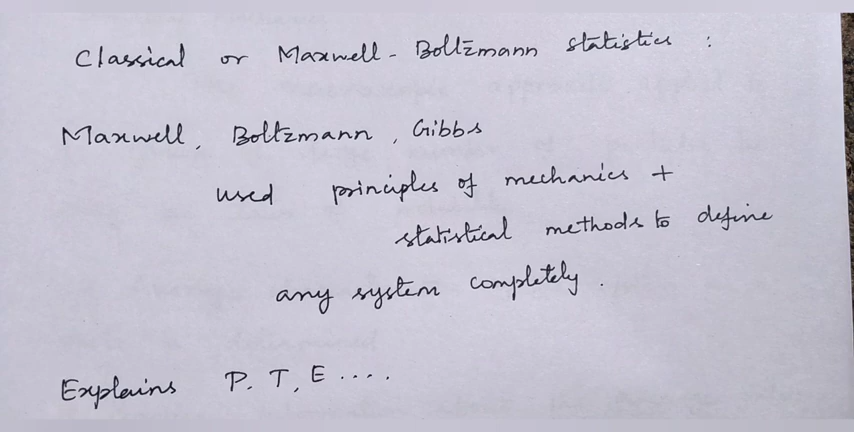 Classical or Maxwell - Boltzmann statistics :
Maxwell, Boltzmann, Gibbs
used principles of mechanics +
statistical methods to define
any system completely.
Explains P. T, E ....